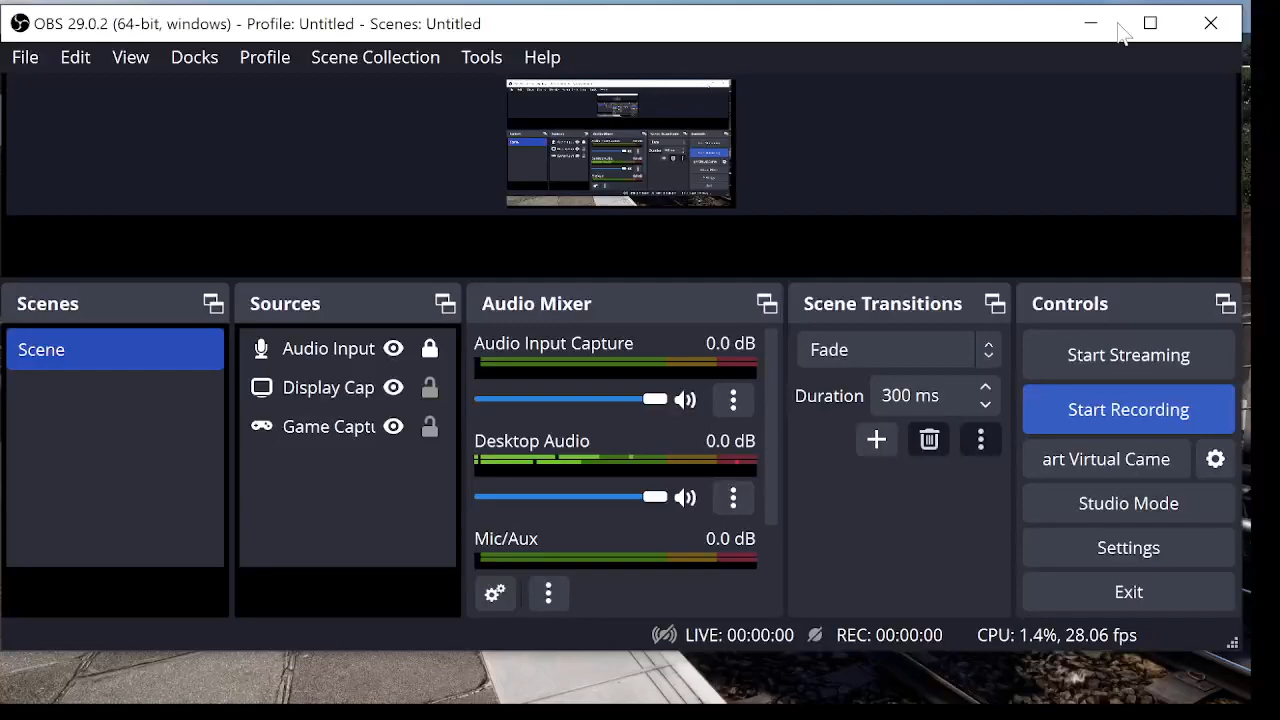 OBS 29.0.2 (64-bit, windows) - Profile: Untitled - Scenes: Untitled
File Edit View Docks Profile Scene Collection Tools Help
Scenes
Scene
Sources
Audio Input
Display Cap
Game Captu
Audio Mixer
Audio Input Capture 0.0 dB
Desktop Audio 0.0 dB
Mic/Aux 0.0 dB
Scene Transitions
Fade
Duration 300 ms
Controls
Start Streaming
Start Recording
art Virtual Came
Studio Mode
Settings
Exit
LIVE: 00:00:00 REC: 00:00:00 CPU: 1.4%, 28.06 fps